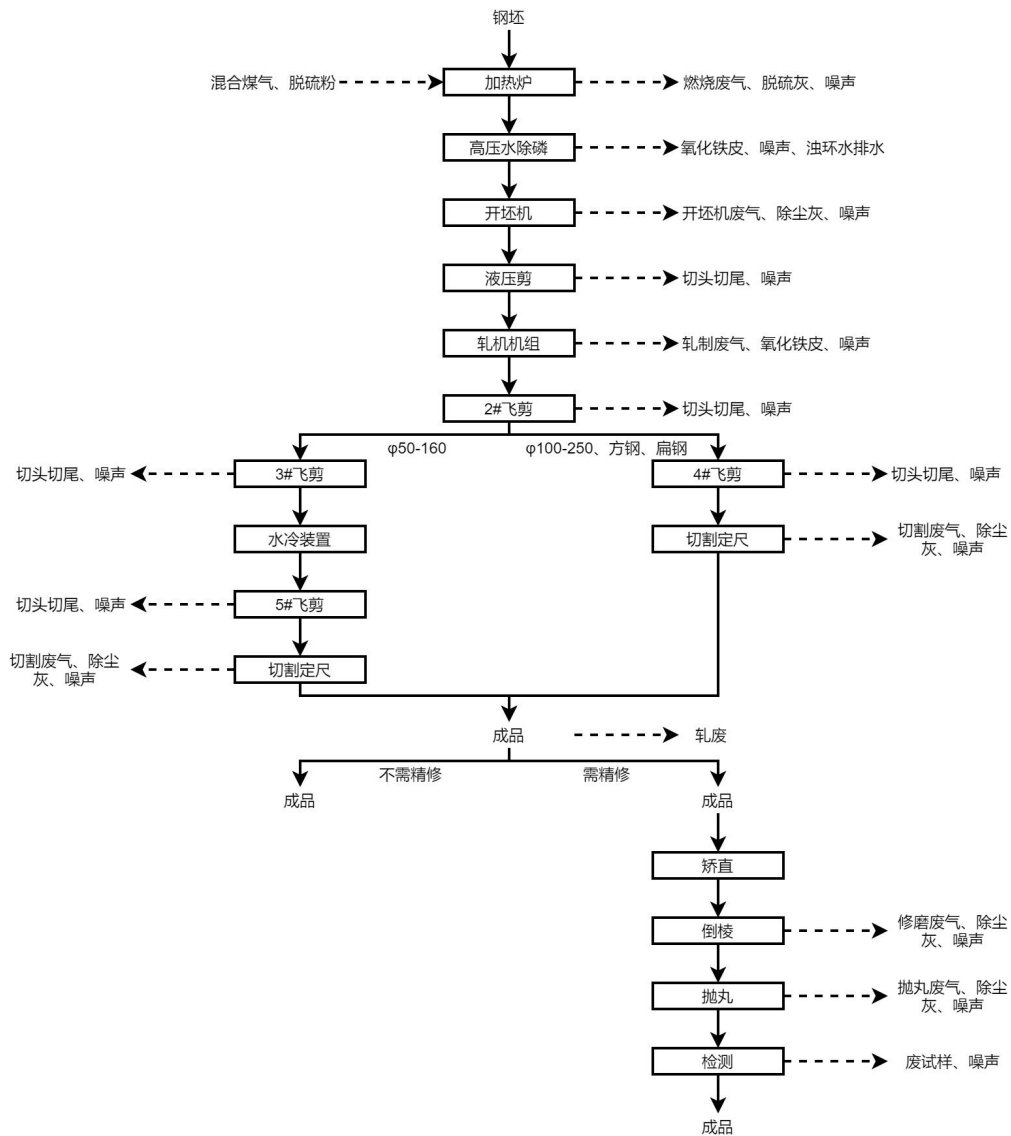 钢坯
混合煤气、脱硫粉
加热炉
燃烧废气、脱硫灰、噪声
高压水除磷
氧化铁皮、噪声、浊环水排水
开坯机
开坯机废气、除尘灰、噪声
液压剪
切头切尾、噪声
轧机机组
轧制废气、氧化铁皮、噪声
2#飞剪
切头切尾、噪声
φ50-160
φ100-250、方钢、扁钢
切头切尾、噪声
3#飞剪
4#飞剪
切头切尾、噪声
水冷装置
切割定尺
切割废气、除尘
灰、噪声
切头切尾、噪声
5#飞剪
切割废气、除尘
灰、噪声
切割定尺
成品
轧废
不需精修
需精修
成品
成品
矫直
倒棱
修磨废气、除尘
灰、噪声
抛丸
抛丸废气、除尘
灰、噪声
检测
废试样、噪声
成品